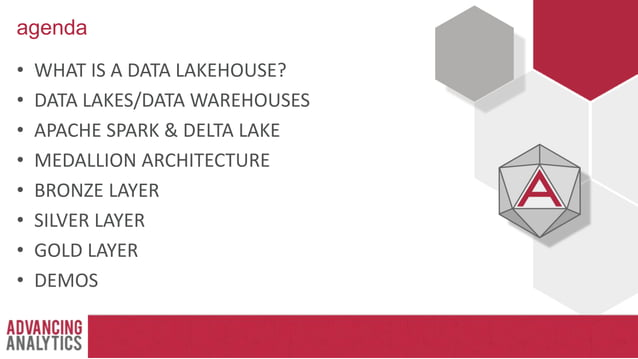 agenda
• WHAT IS A DATA LAKEHOUSE?
• DATA LAKES/DATA WAREHOUSES
• APACHE SPARK & DELTA LAKE
• MEDALLION ARCHITECTURE
• BRONZE LAYER
• SILVER LAYER
• GOLD LAYER
• DEMOS
A
ADVANCING
ANALYTICS